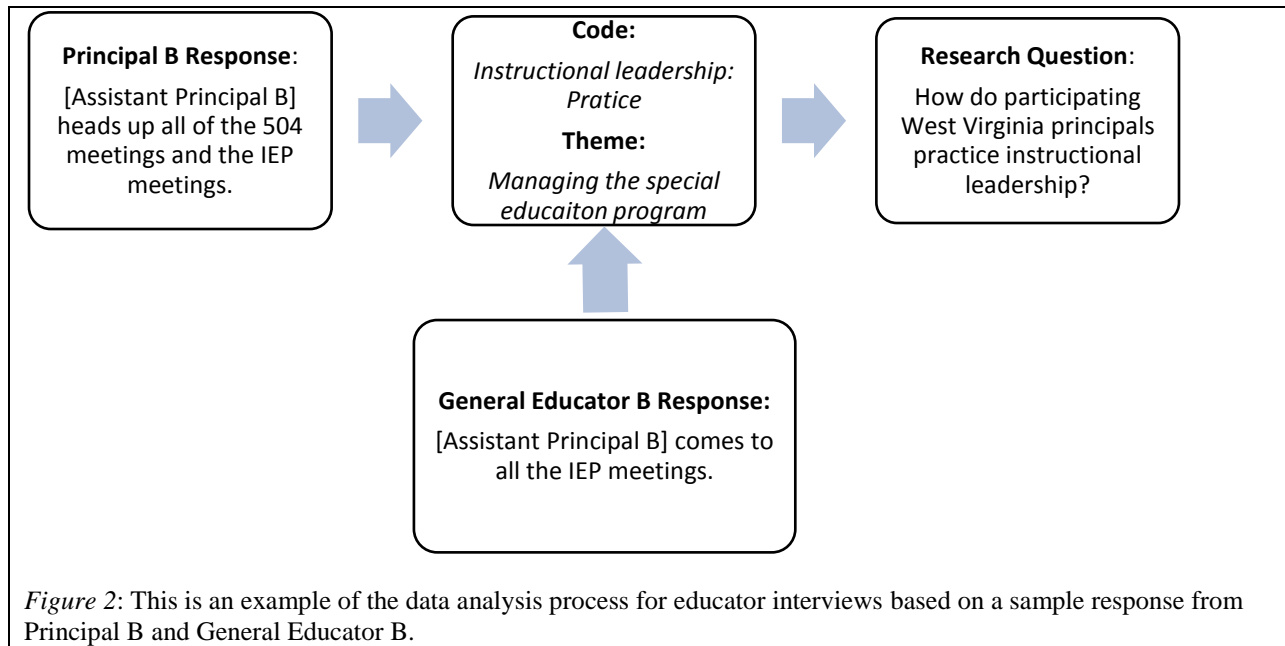 Principal B Response:
[Assistant Principal B]
heads up all of the 504
meetings and the IEP
meetings.
Code:
Instructional leadership:
Pratice
Theme:
Managing the special
educaiton program
Research Question:
How do participating
West Virginia principals
practice instructional
leadership?
General Educator B Response:
[Assistant Principal B] comes to
all the IEP meetings.
Figure 2: This is an example of the data analysis process for educator interviews based on a sample response from
Principal B and General Educator B.